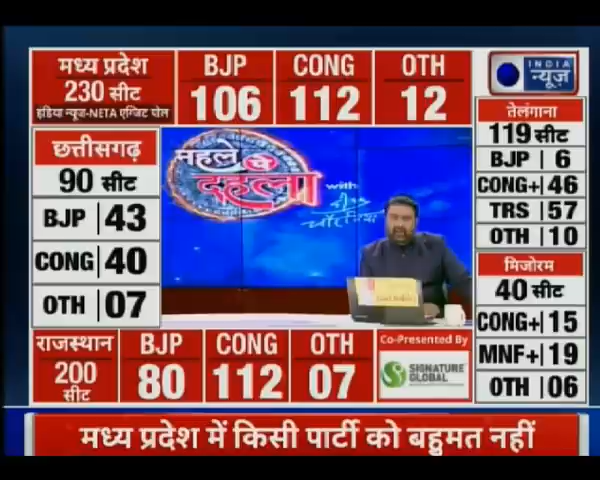 मध्य प्रदेश
230 सीट
इंडिया न्यूज़-NETA एग्जिट पोल
BJP
106
CONG
112
OTH
12
INDIA
न्यूज़
छत्तीसगढ़
90 सीट
BJP 43
CONG 40
OTH 07
महले पे
दहला
with
तेलंगाना
119 सीट
BJP 6
CONG+ 46
TRS 57
OTH 10
मिजोरम
40 सीट
CONG+ 15
MNF+ 19
OTH 06
राजस्थान
200
सीट
BJP
80
CONG
112
OTH
07
Co-Presented By
SIGNATURE
GLOBAL
मध्य प्रदेश में किसी पार्टी को बहुमत नहीं